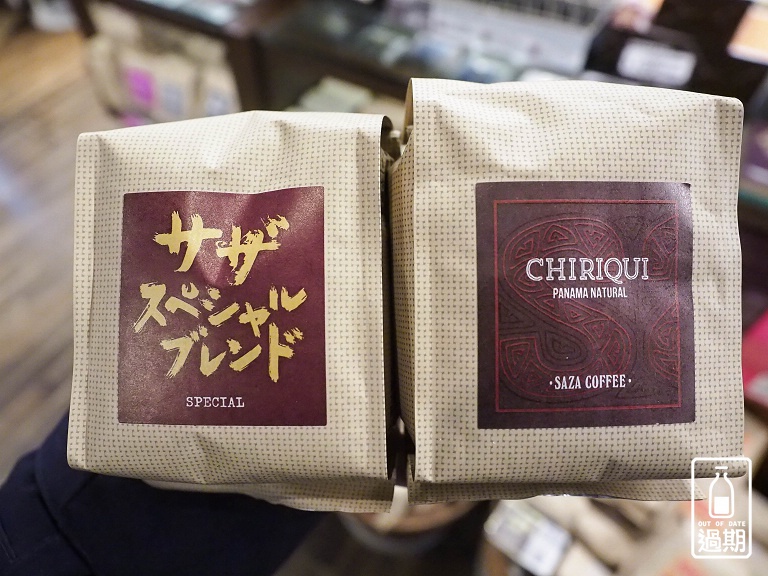 サザ
スペシャル
ブレンド
SPECIAL
CHIRIQUI
PANAMA NATURAL
·SAZA COFFEE·
OUT OF DATE
過期